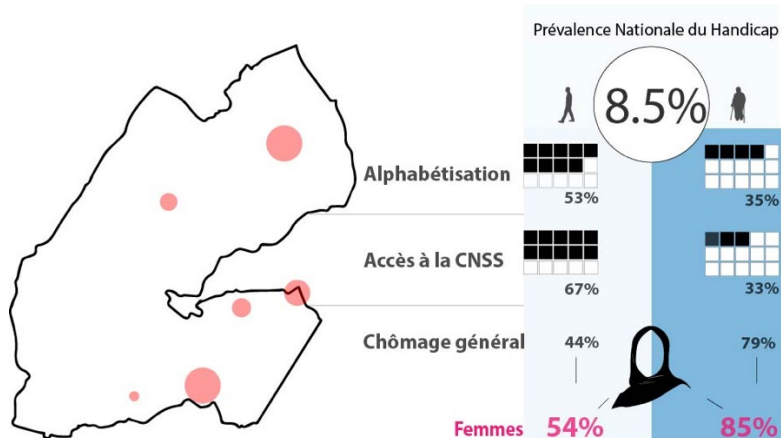 Prévalence Nationale du Handicap
8.5%
Alphabétisation
53%
35%
Accès à la CNSS
67%
33%
Chômage général
44%
79%
Femmes
54%
85%